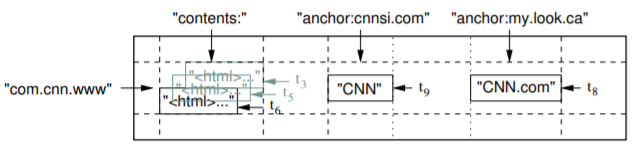 "contents:" "anchor:cnnsi.com" "anchor:my.look.ca"
"<html>..." t3
"com.cnn.www" "<html>..." t5 "CNN" t9 "CNN.com" t8
"<html>..." t6